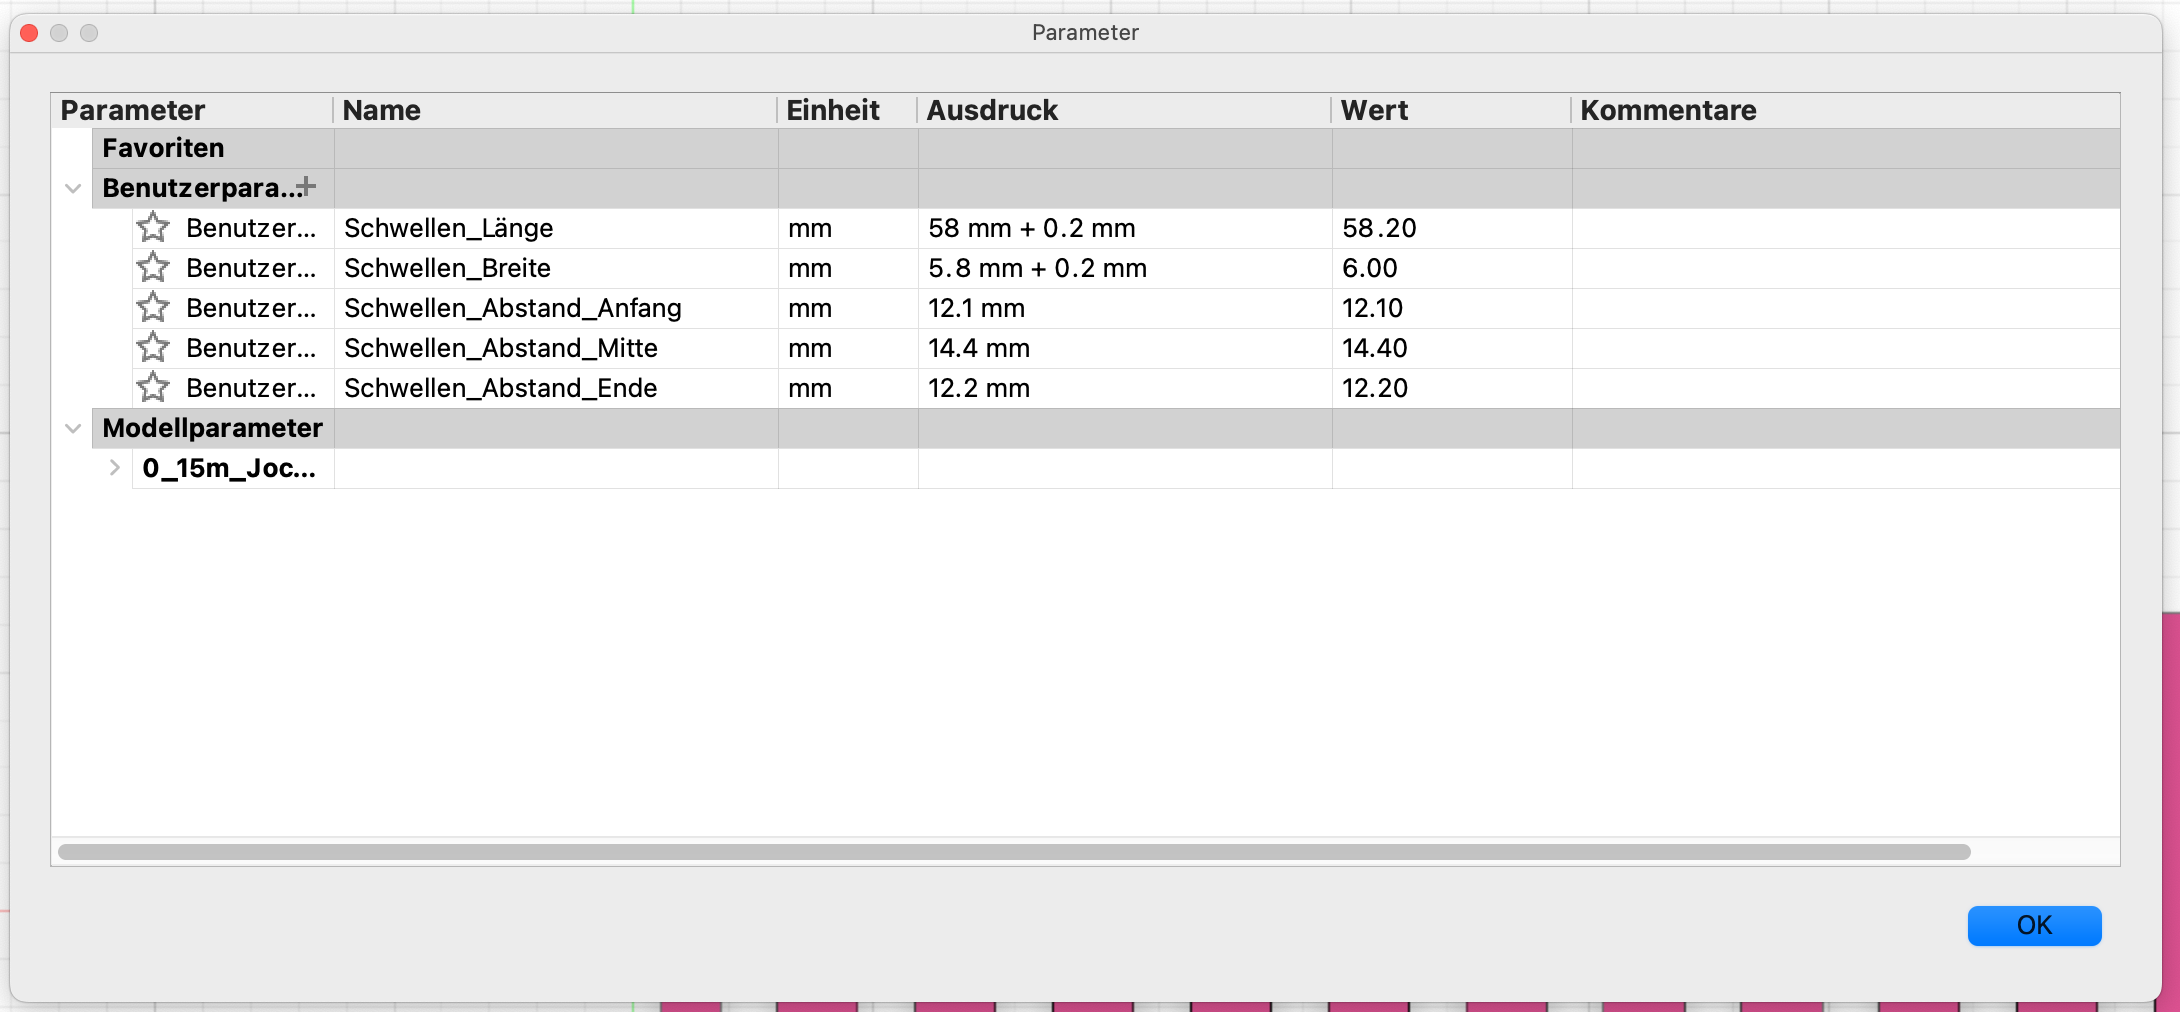 Parameter
Parameter Name Einheit Ausdruck Wert Kommentare
Favoriten
Benutzerpara...+
Benutzer... Schwellen_Länge mm 58 mm + 0.2 mm 58.20
Benutzer... Schwellen_Breite mm 5.8 mm + 0.2 mm 6.00
Benutzer... Schwellen_Abstand_Anfang mm 12.1 mm 12.10
Benutzer... Schwellen_Abstand_Mitte mm 14.4 mm 14.40
Benutzer... Schwellen_Abstand_Ende mm 12.2 mm 12.20
Modellparameter
0_15m_Joc...
OK